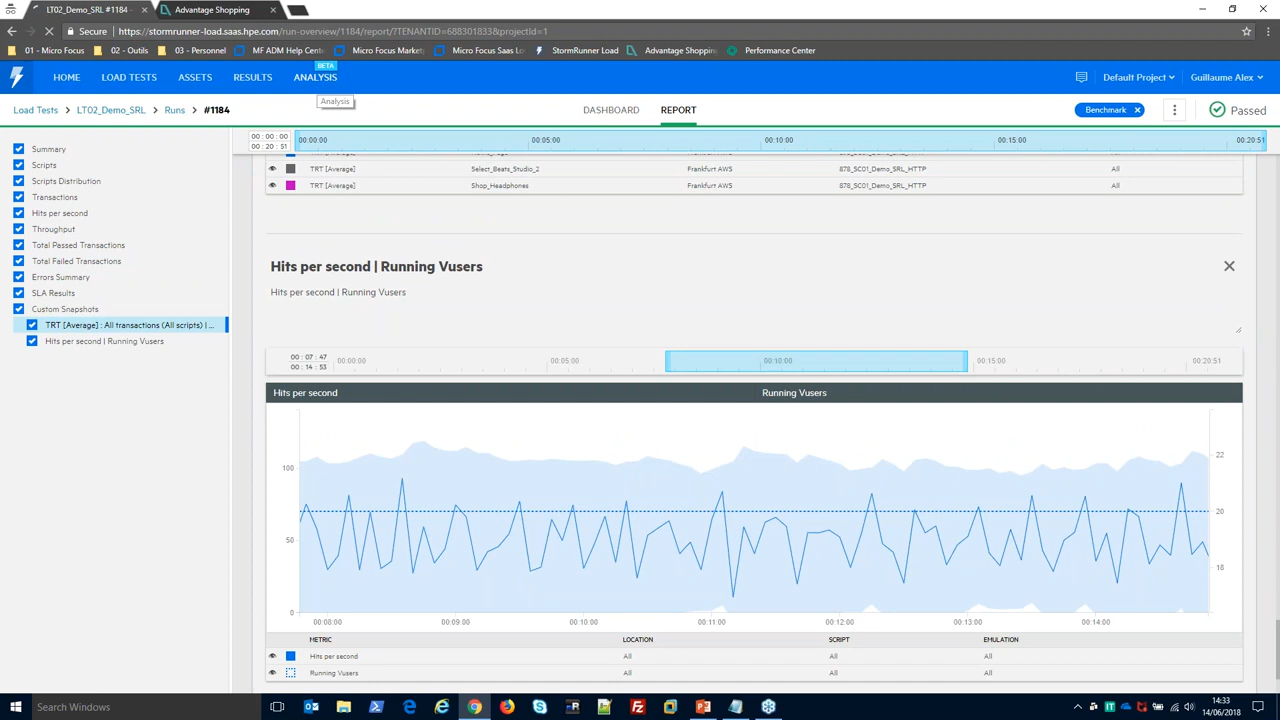 LT02_Demo_SRL #1184 -
Advantage Shopping
Secure https://stormrunner-load.saas.hpe.com/run-overview/1184/report/?TENANTID=688301833&projectId=1
01 - Micro Focus
02 - Outils
03 - Personnel
MF ADM Help Cente
Micro Focus Market
Micro Focus Saas Lo
StormRunner Load
Advantage Shoppin
Performance Center
HOME
LOAD TESTS
ASSETS
RESULTS
BETA
ANALYSIS
Default Project
Guillaume Alex
Load Tests > LT02_Demo_SRL > Runs > #1184
Analysis
DASHBOARD
REPORT
Benchmark
Passed
00 : 00 : 00
00 : 20 : 51
00:00:00 00:05:00 00:10:00 00:15:00 00:20:51
Summary
Scripts
Scripts Distribution
Transactions
Hits per second
Throughput
Total Passed Transactions
Total Failed Transactions
Errors Summary
SLA Results
Custom Snapshots
TRT [Average] : All transactions (All scripts) | ...
Hits per second | Running Vusers
TRT [Average] Select_Beats_Studio_2 Frankfurt AWS 878_SC01_Demo_SRL_HTTP All
TRT [Average] Shop_Headphones Frankfurt AWS 878_SC01_Demo_SRL_HTTP All
Hits per second | Running Vusers
Hits per second | Running Vusers
00 : 07 : 47
00 : 14 : 53
00:00:00 00:05:00 00:10:00 00:15:00 00:20:51
Hits per second Running Vusers
100
50
0
22
20
18
00:08:00 00:09:00 00:10:00 00:11:00 00:12:00 00:13:00 00:14:00
METRIC LOCATION SCRIPT EMULATION
Hits per second All All All
Running Vusers All All All
Search Windows
14:33
14/06/2018